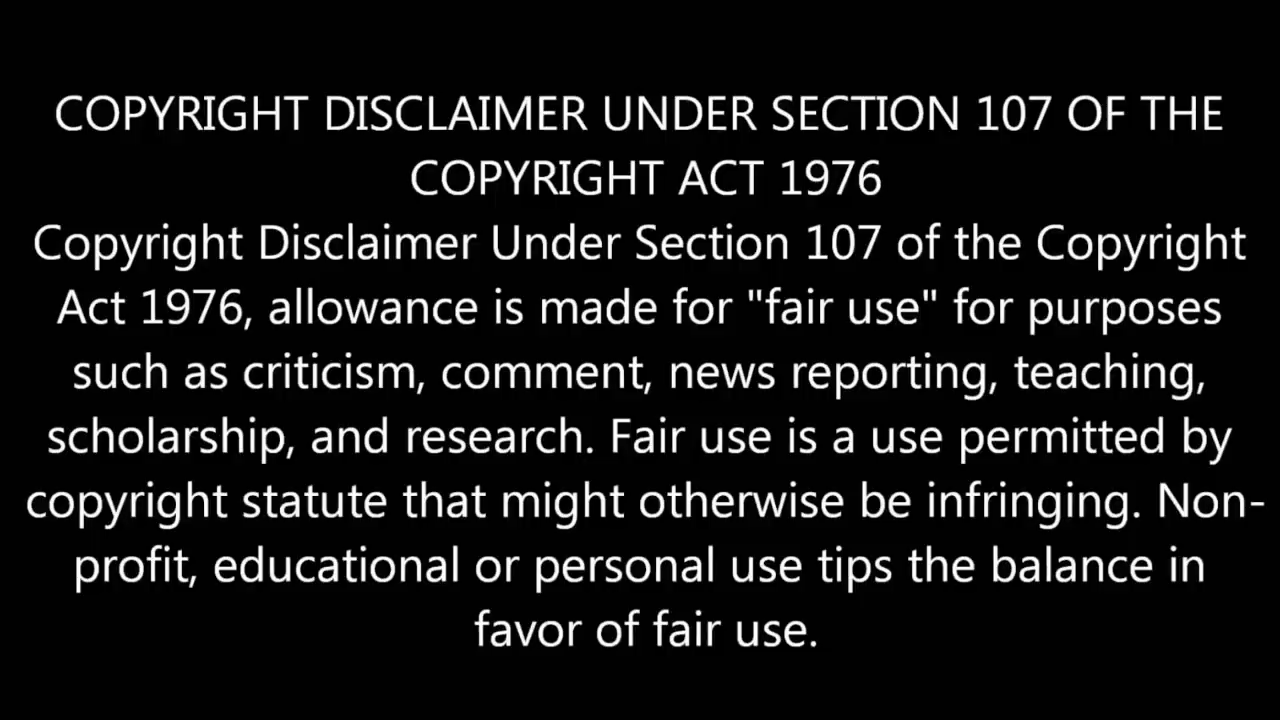 COPYRIGHT DISCLAIMER UNDER SECTION 107 OF THE
COPYRIGHT ACT 1976
Copyright Disclaimer Under Section 107 of the Copyright
Act 1976, allowance is made for "fair use" for purposes
such as criticism, comment, news reporting, teaching,
scholarship, and research. Fair use is a use permitted by
copyright statute that might otherwise be infringing. Non-
profit, educational or personal use tips the balance in
favor of fair use.